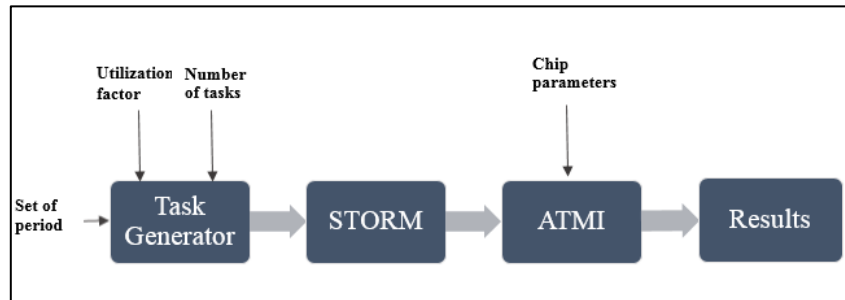 Utilization
factor
Number
of tasks
Chip
parameters
Set of
period
Task
Generator
STORM
ATMI
Results